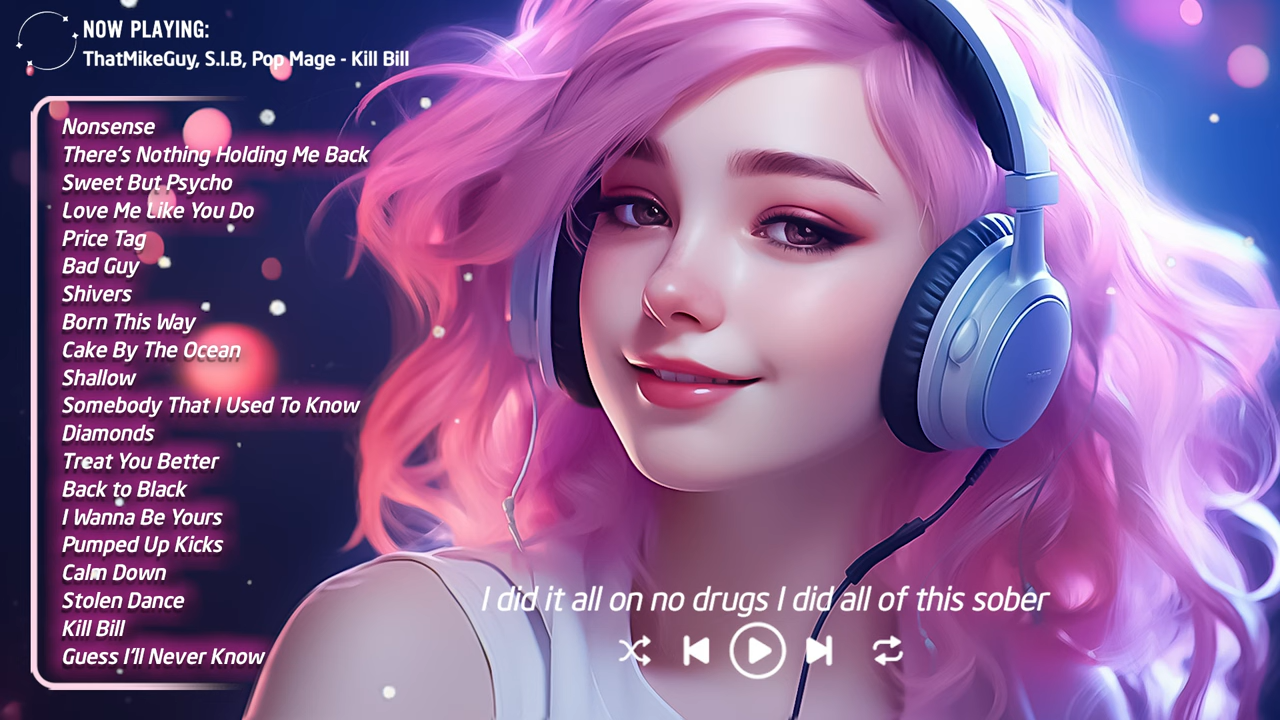 NOW PLAYING:
ThatMikeGuy, S.I.B, Pop Mage - Kill Bill
Nonsense
There's Nothing Holding Me Back
Sweet But Psycho
Love Me Like You Do
Price Tag
Bad Guy
Shivers
Born This Way
Cake By The Ocean
Shallow
Somebody That I Used To Know
Diamonds
Treat You Better
Back to Black
I Wanna Be Yours
Pumped Up Kicks
Calm Down
Stolen Dance
Kill Bill
Guess I'll Never Know
I did it all on no drugs I did all of this sober